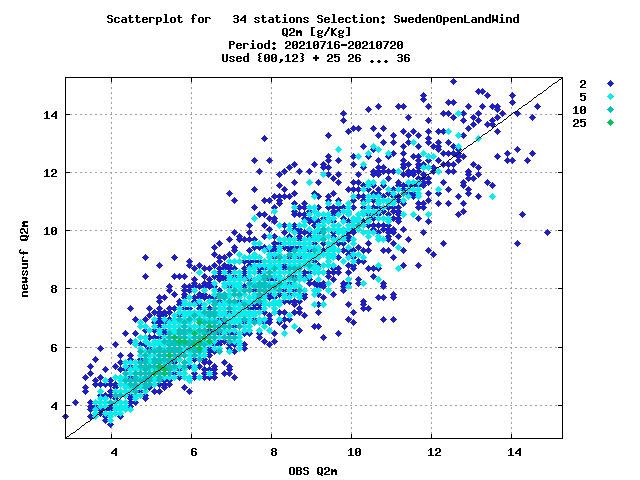 Scatterplot for   34 stations Selection: SwedenOpenLandWind
Q2m [g/Kg]
Period: 20210716-20210720
Used {00,12} + 25 26 ... 36
2
5
10
25
14
12
10
8
6
4
newsurf Q2m
4 6 8 10 12 14
OBS Q2m